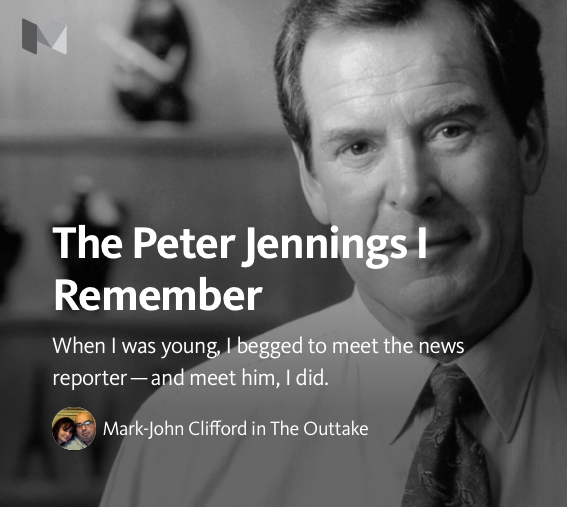 The Peter Jennings I
Remember
When I was young, I begged to meet the news
reporter — and meet him, I did.
Mark-John Clifford in The Outtake